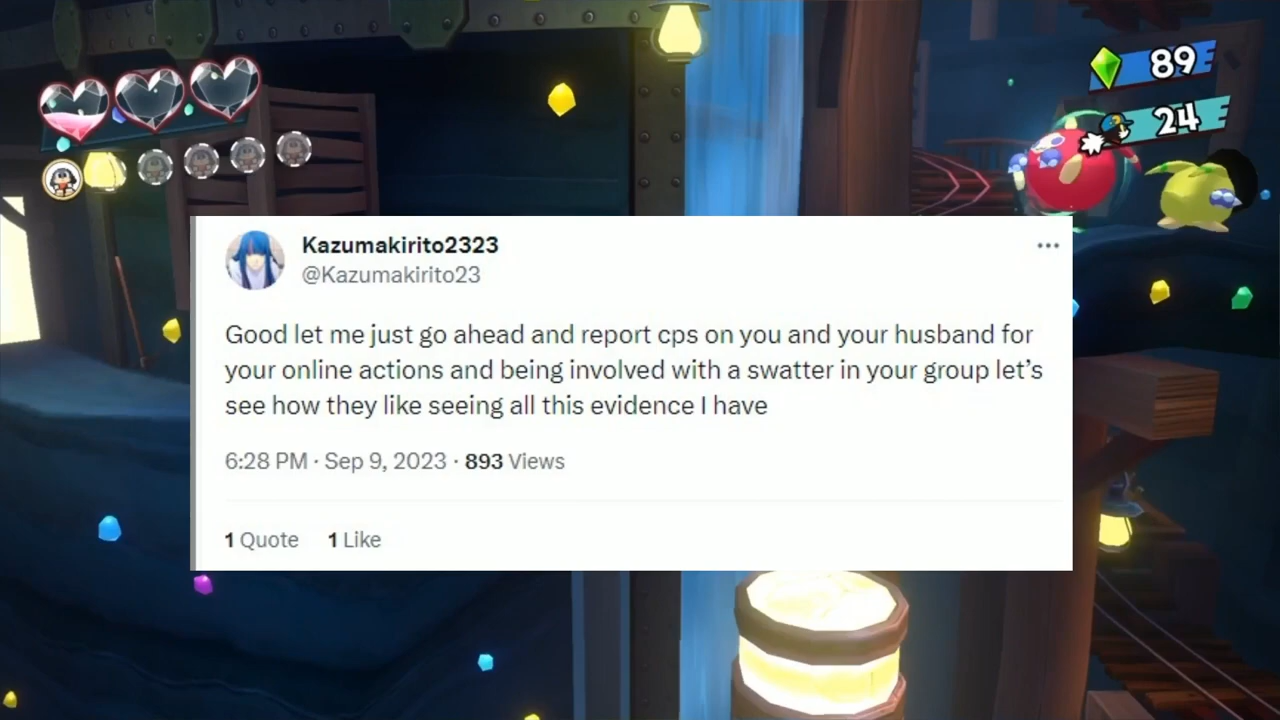 89
24
Kazumakirito2323
@Kazumakirito23
Good let me just go ahead and report cps on you and your husband for
your online actions and being involved with a swatter in your group let’s
see how they like seeing all this evidence I have
6:28 PM · Sep 9, 2023 · 893 Views
1 Quote 1 Like